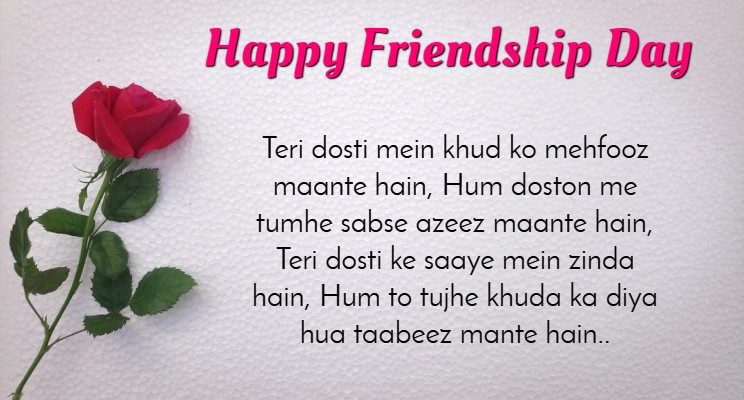 Happy Friendship Day
Teri dosti mein khud ko mehfooz
maante hain, Hum doston me
tumhe sabse azeez maante hain,
Teri dosti ke saaye mein zinda
hain, Hum to tujhe khuda ka diya
hua taabeez mante hain..